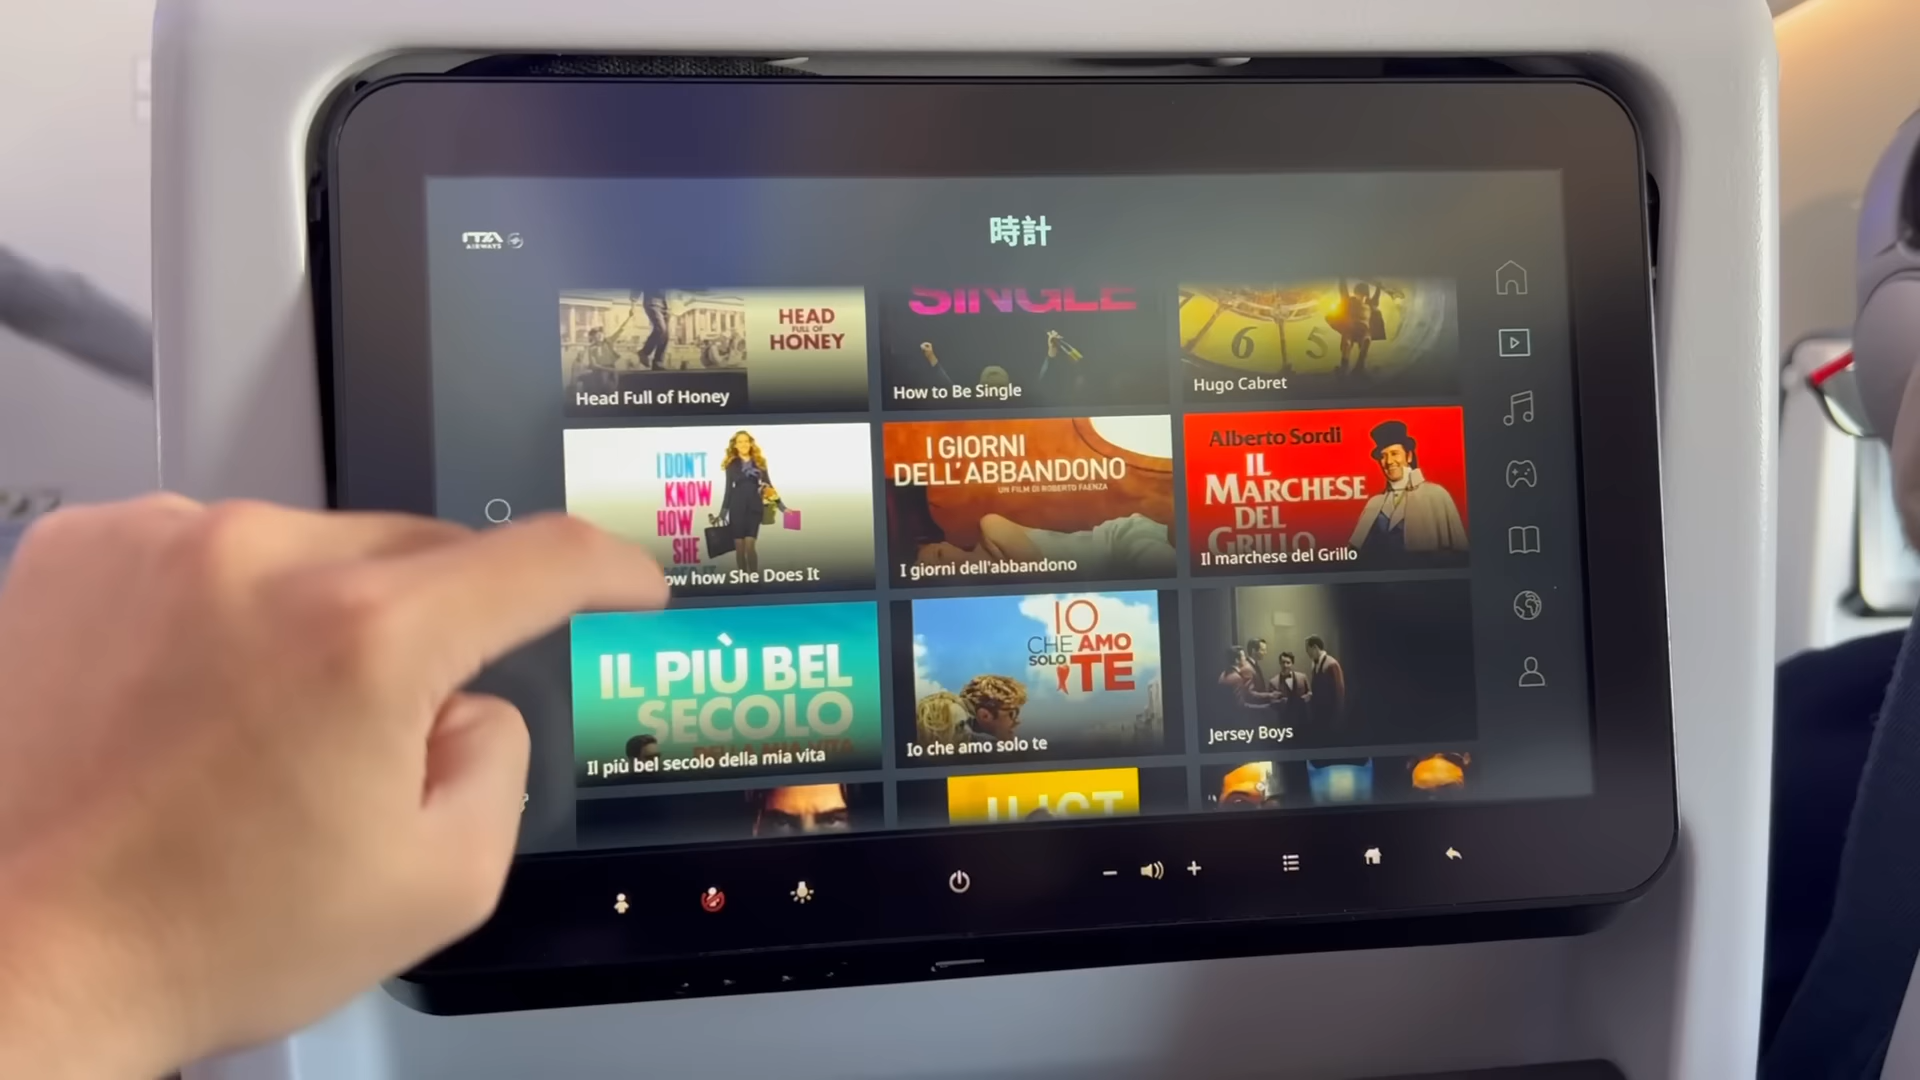 ITA
AIRWAYS
時計
HEAD
FULL OF
HONEY
Head Full of Honey
SINGLE
How to Be Single
6 5
Hugo Cabret
I DON'T
KNOW
HOW
SHE
ow how She Does It
I GIORNI
DELL'ABBANDONO
UN FILM DI ROBERTO FAENZA
I giorni dell'abbandono
Alberto Sordi
IL
MARCHESE
DEL
GRILLO
Il marchese del Grillo
IL PIÙ BEL
SECOLO
DELLA MIA VITA
Il più bel secolo della mia vita
IO
CHE AMO
SOLO TE
Io che amo solo te
Jersey Boys